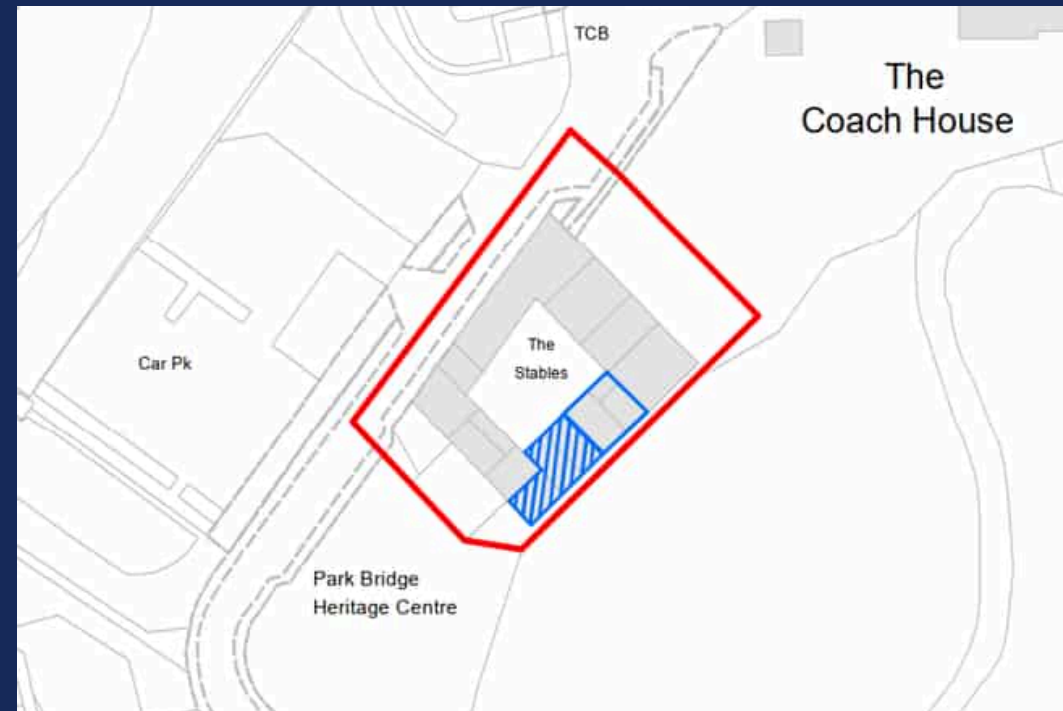 TCB
The
Coach House
The
Stables
Car Pk
Park Bridge
Heritage Centre